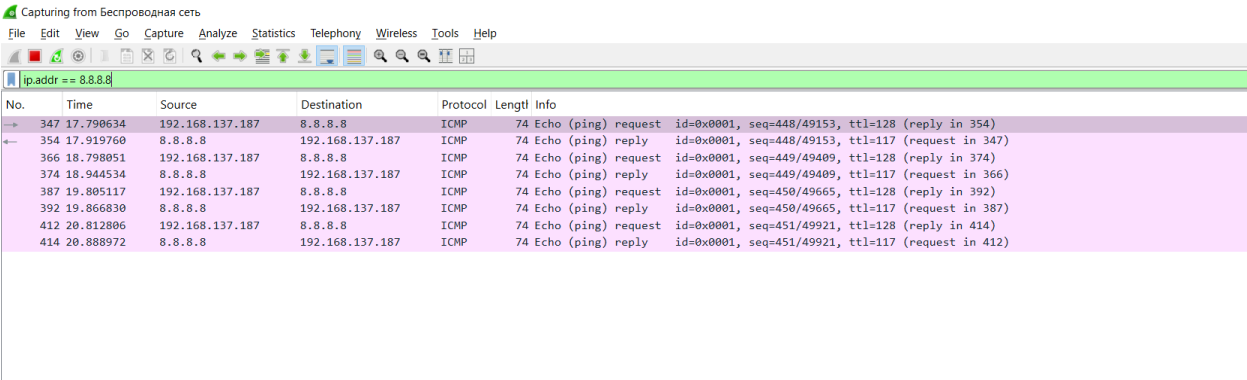 Capturing from Беспроводная сеть
File Edit View Go Capture Analyze Statistics Telephony Wireless Tools Help
ip.addr == 8.8.8.8
No. Time Source Destination Protocol Length Info
347 17.790634 192.168.137.187 8.8.8.8 ICMP 74 Echo (ping) request id=0x0001, seq=448/49153, ttl=128 (reply in 354)
354 17.919760 8.8.8.8 192.168.137.187 ICMP 74 Echo (ping) reply id=0x0001, seq=448/49153, ttl=117 (request in 347)
366 18.798051 192.168.137.187 8.8.8.8 ICMP 74 Echo (ping) request id=0x0001, seq=449/49409, ttl=128 (reply in 374)
374 18.944534 8.8.8.8 192.168.137.187 ICMP 74 Echo (ping) reply id=0x0001, seq=449/49409, ttl=117 (request in 366)
387 19.805117 192.168.137.187 8.8.8.8 ICMP 74 Echo (ping) request id=0x0001, seq=450/49665, ttl=128 (reply in 392)
392 19.866830 8.8.8.8 192.168.137.187 ICMP 74 Echo (ping) reply id=0x0001, seq=450/49665, ttl=117 (request in 387)
412 20.812806 192.168.137.187 8.8.8.8 ICMP 74 Echo (ping) request id=0x0001, seq=451/49921, ttl=128 (reply in 414)
414 20.888972 8.8.8.8 192.168.137.187 ICMP 74 Echo (ping) reply id=0x0001, seq=451/49921, ttl=117 (request in 412)